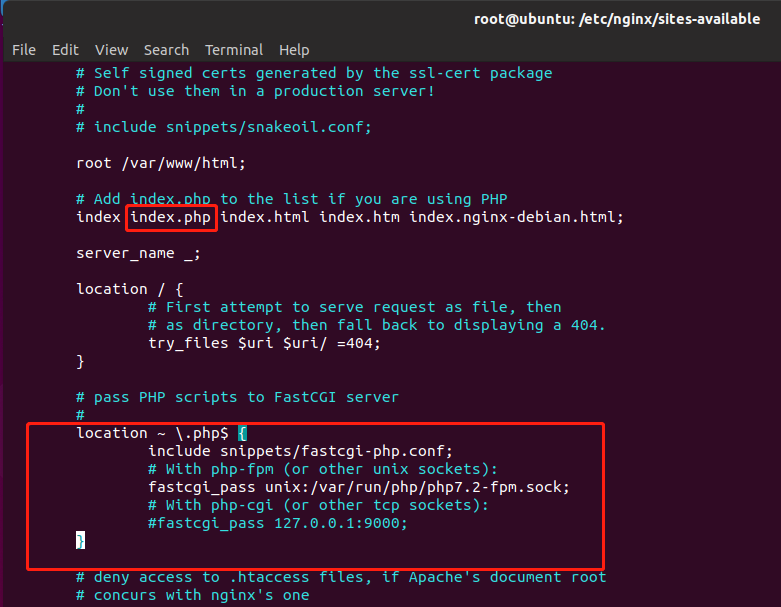 root@ubuntu: /etc/nginx/sites-available
File Edit View Search Terminal Help
# Self signed certs generated by the ssl-cert package
# Don't use them in a production server!
#
# include snippets/snakeoil.conf;
root /var/www/html;
# Add index.php to the list if you are using PHP
index index.php index.html index.htm index.nginx-debian.html;
server_name _;
location / {
# First attempt to serve request as file, then
# as directory, then fall back to displaying a 404.
try_files $uri $uri/ =404;
}
# pass PHP scripts to FastCGI server
#
location ~ \.php$ {
include snippets/fastcgi-php.conf;
# With php-fpm (or other unix sockets):
fastcgi_pass unix:/var/run/php/php7.2-fpm.sock;
# With php-cgi (or other tcp sockets):
#fastcgi_pass 127.0.0.1:9000;
}
# deny access to .htaccess files, if Apache's document root
# concurs with nginx's one